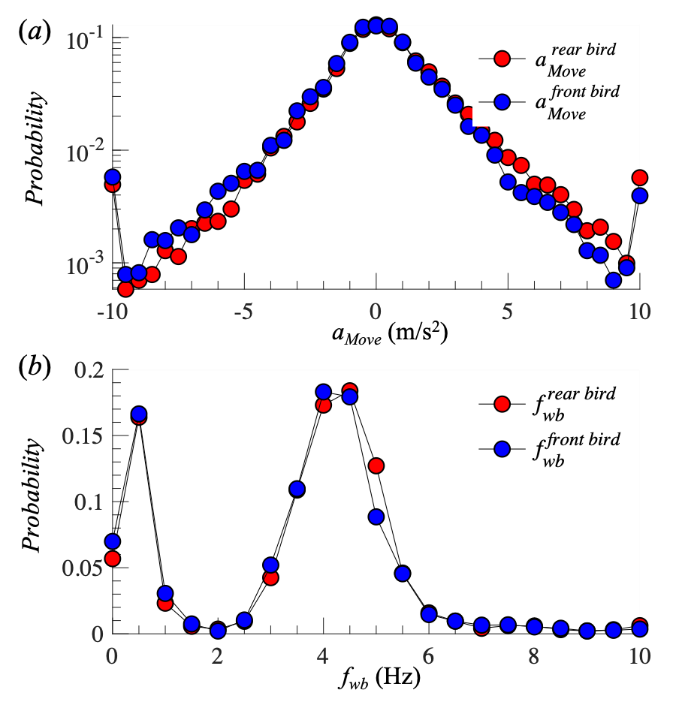 (a)
10⁻¹
10⁻²
10⁻³
Probability
a_Move^rear bird
a_Move^front bird
-10 -5 0 5 10
a_Move (m/s²)
(b)
0.2
0.15
0.1
0.05
0
Probability
f_wb^rear bird
f_wb^front bird
0 2 4 6 8 10
f_wb (Hz)